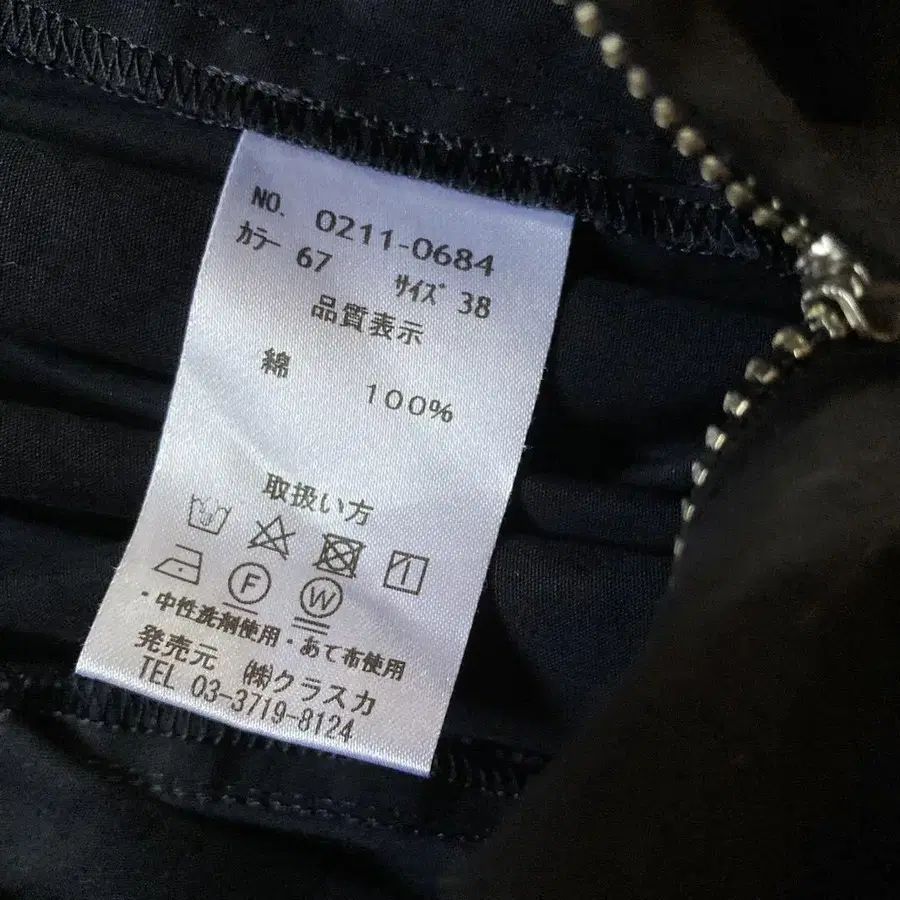 NO. 0211-0684
カラー 67 サイズ 38
品質表示
綿 100%
取扱い方
F W
・中性洗剤使用・あて布使用
発売元 ㈱クラスカ
TEL 03-3719-8124